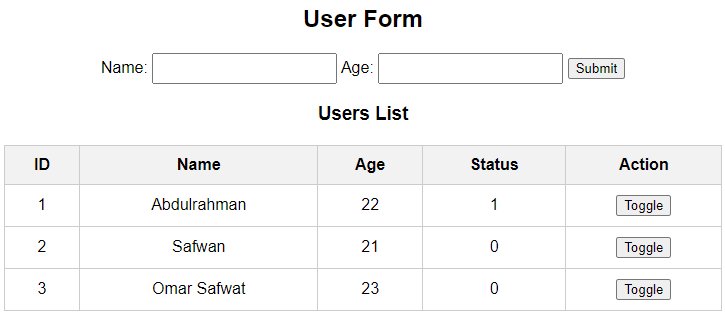 User Form
Name: Age: Submit
Users List
ID Name Age Status Action
1 Abdulrahman 22 1 Toggle
2 Safwan 21 0 Toggle
3 Omar Safwat 23 0 Toggle